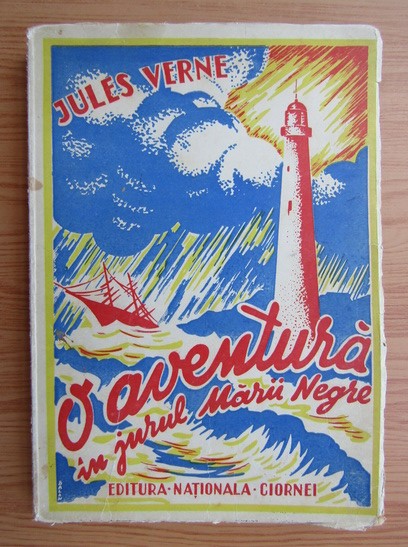 JULES VERNE
O aventură
în jurul Mării Negre
EDITURA·NAȚIONALA·CIORNEI